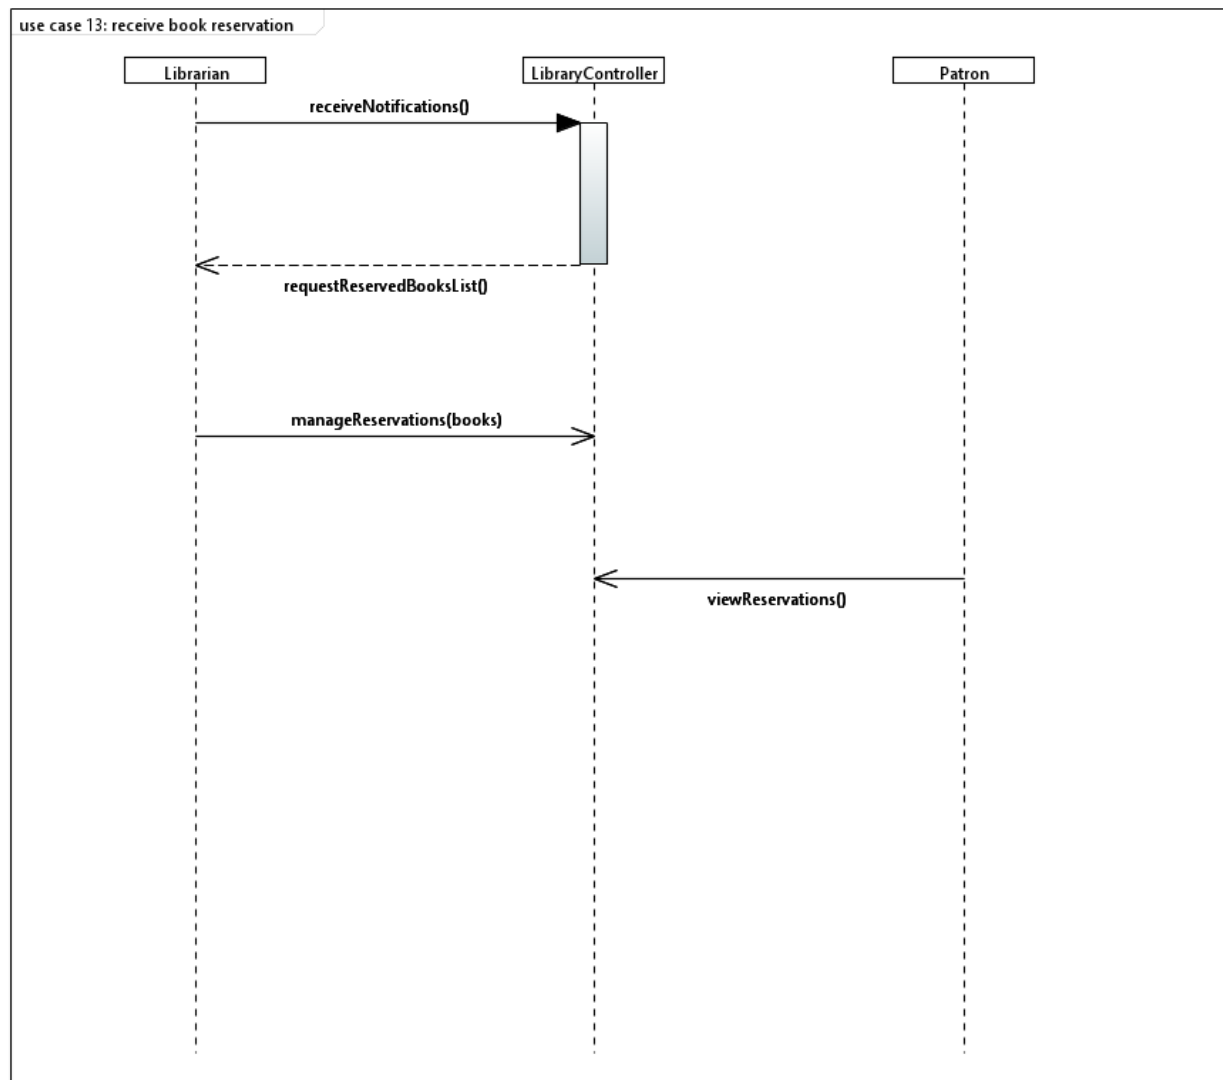 use case 13: receive book reservation
Librarian
LibraryController
Patron
receiveNotifications()
requestReservedBooksList()
manageReservations(books)
viewReservations()